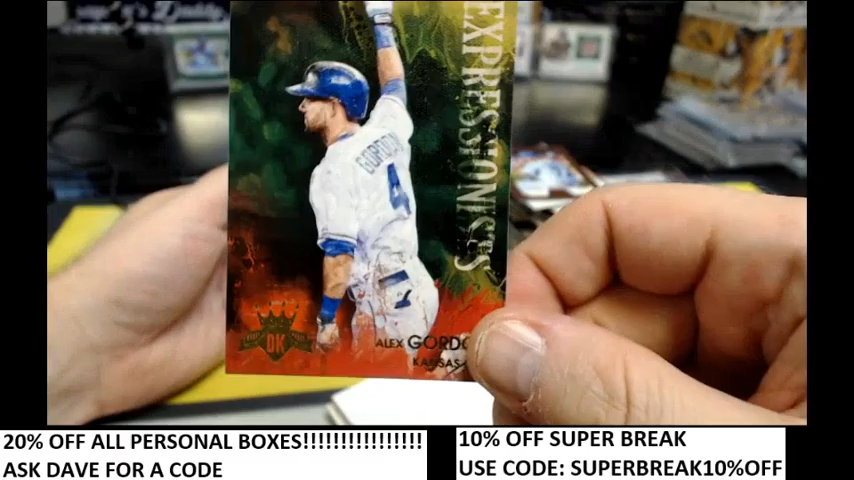 EXPRESSIONISTS
GORDON
4
DK
ALEX GORDO
KANSAS
20% OFF ALL PERSONAL BOXES!!!!!!!!!!!!!!!!
ASK DAVE FOR A CODE
10% OFF SUPER BREAK
USE CODE: SUPERBREAK10%OFF